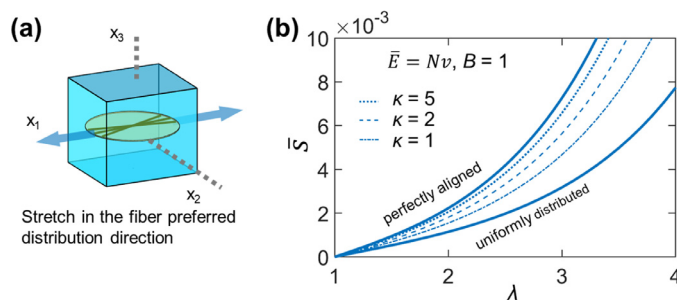 (a)
x₃
x₁
x₂
Stretch in the fiber preferred
distribution direction
(b)
×10⁻³
10
8
6
4
2
0
S̄
Ē = Nv, B = 1
κ = 5
κ = 2
κ = 1
perfectly aligned
uniformly distributed
1
2
3
4
λ